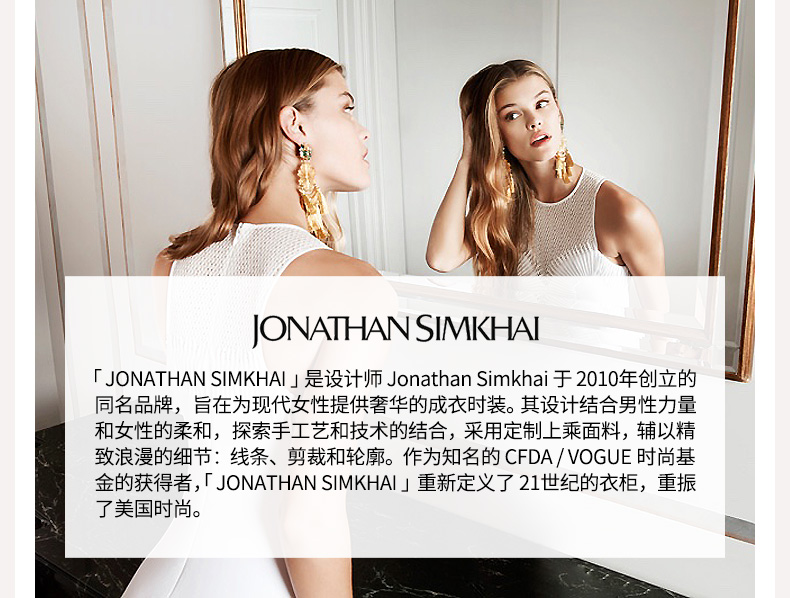 JONATHAN SIMKHAI
「JONATHAN SIMKHAI」是设计师 Jonathan Simkhai 于 2010年创立的
同名品牌，旨在为现代女性提供奢华的成衣时装。其设计结合男性力量
和女性的柔和，探索手工艺和技术的结合，采用定制上乘面料，辅以精
致浪漫的细节：线条、剪裁和轮廓。作为知名的 CFDA / VOGUE 时尚基
金的获得者，「JONATHAN SIMKHAI」重新定义了 21世纪的衣柜，重振
了美国时尚。